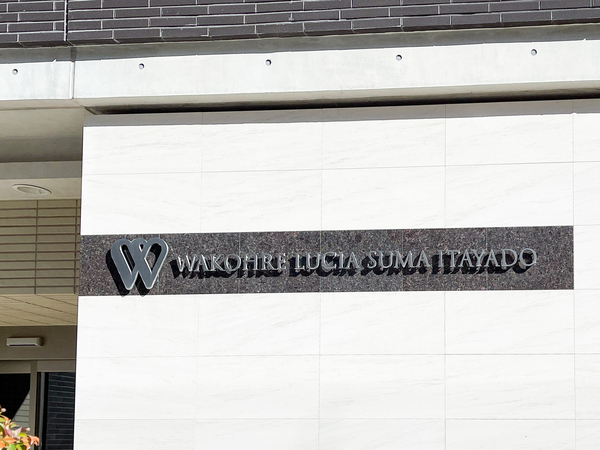 W WAKOHRE LUCIA SUMA ITAYADO